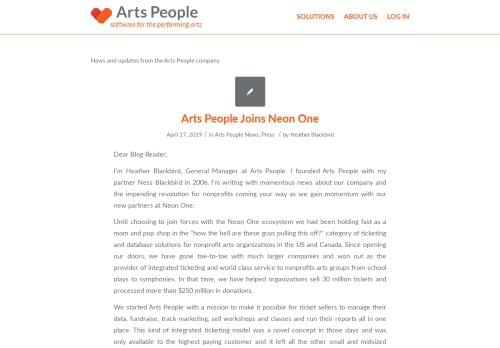 Arts People
software for the performing arts
SOLUTIONS ABOUT US LOG IN
News and updates from the Arts People company
Arts People Joins Neon One
April 17, 2019 / in Arts People News, Press / by Heather Blackbird
Dear Blog Reader,
I'm Heather Blackbird, General Manager at Arts People. I founded Arts People with my
partner Ness Blackbird in 2006. I'm writing with momentous news about our company and
the impending revolution for nonprofits coming your way as we gain momentum with our
new partners at Neon One.
Until choosing to join forces with the Neon One ecosystem we had been holding fast as a
mom and pop shop in the "how the hell are these guys pulling this off?" category of ticketing
and database solutions for nonprofit arts organizations in the US and Canada. Since opening
our doors, we have gone toe-to-toe with much larger companies and won out as the
provider of integrated ticketing and world class service to nonprofits arts groups from school
plays to symphonies. In that time, we have helped organizations sell 30 million tickets and
processed more than $250 million in donations.
We started Arts People with a mission to make it possible for ticket sellers to manage their
data, fundraise, track marketing, sell workshops and classes and run their reports all in one
place. This kind of integrated ticketing model was a novel concept in those days and was
only available to the highest paying customer and it left all the other small and midsized